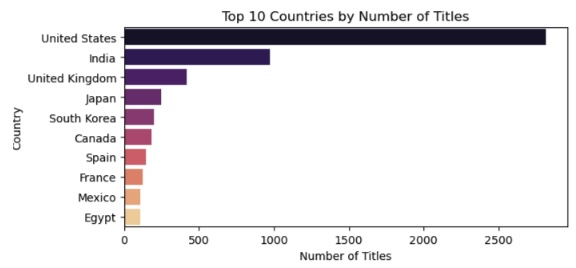 Top 10 Countries by Number of Titles
Country
United States
India
United Kingdom
Japan
South Korea
Canada
Spain
France
Mexico
Egypt
0 500 1000 1500 2000 2500
Number of Titles